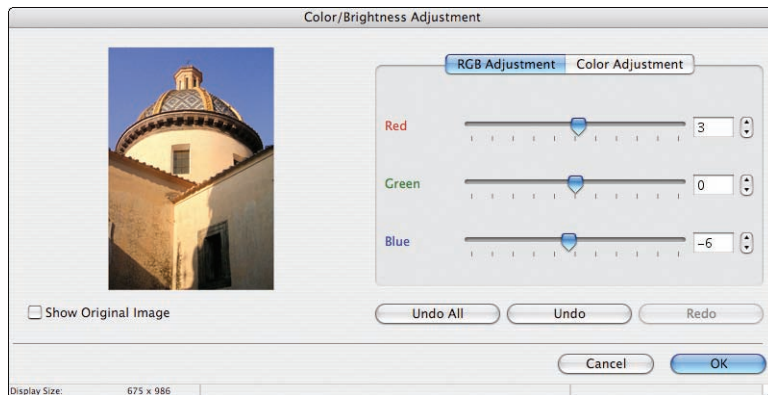 Color/Brightness Adjustment
RGB Adjustment Color Adjustment
Red 3
Green 0
Blue -6
Show Original Image
Undo All Undo Redo
Cancel OK
Display Size: 675 x 986